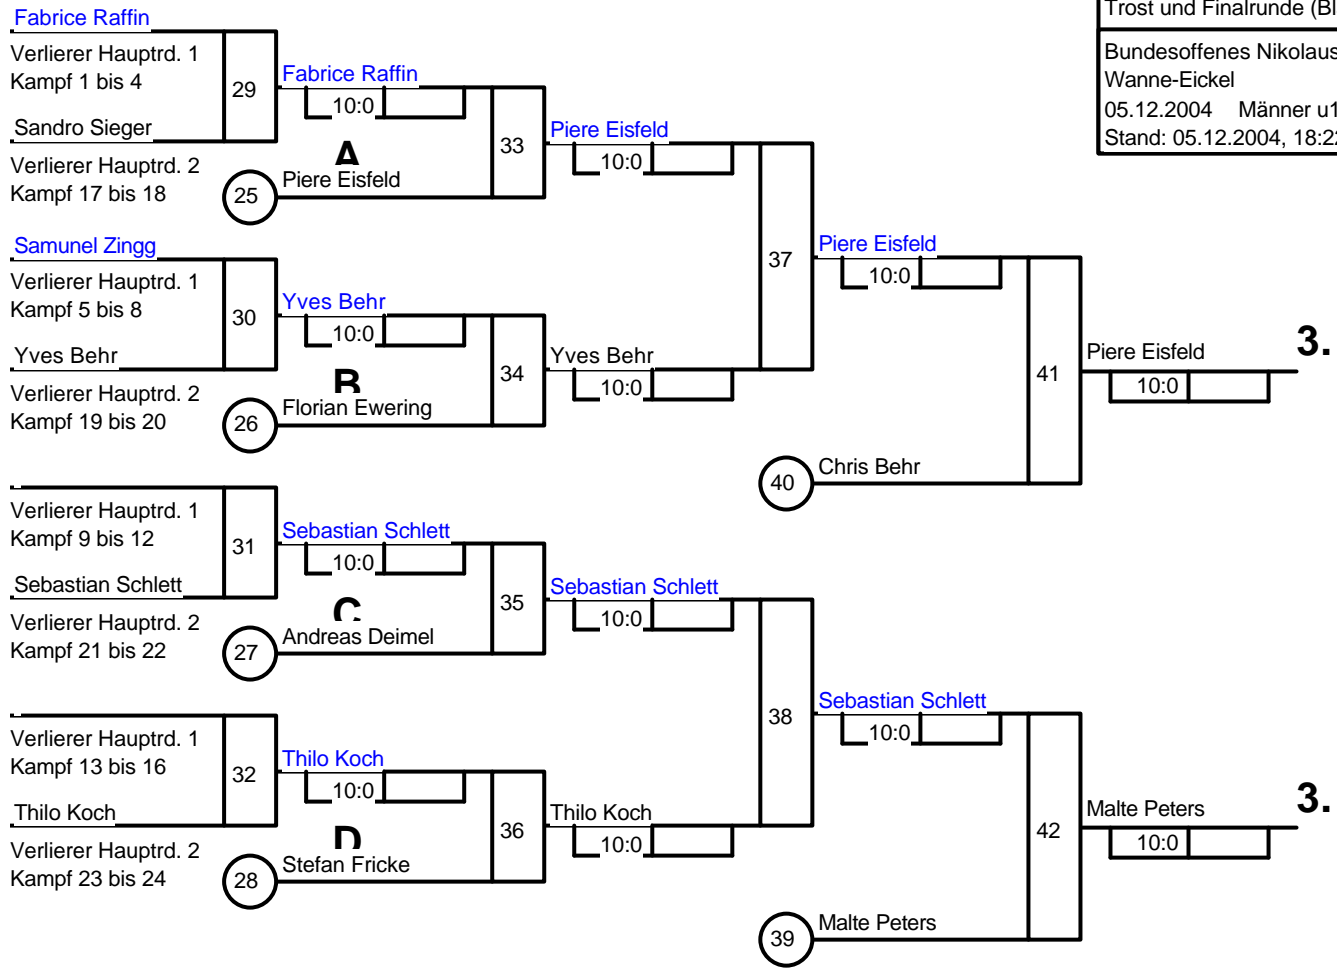 Fabrice Raffin
Verlierer Hauptrd. 1
Kampf 1 bis 4
Sandro Sieger
29
Fabrice Raffin
10:0
A
Verlierer Hauptrd. 2
Kampf 17 bis 18
25
Piere Eisfeld
33
Piere Eisfeld
10:0
Samunel Zingg
Verlierer Hauptrd. 1
Kampf 5 bis 8
Yves Behr
30
Yves Behr
10:0
B
Verlierer Hauptrd. 2
Kampf 19 bis 20
26
Florian Ewering
34
Yves Behr
10:0
37
Piere Eisfeld
10:0
40
Chris Behr
41
Piere Eisfeld
10:0
3.
Verlierer Hauptrd. 1
Kampf 9 bis 12
Sebastian Schlett
31
Sebastian Schlett
10:0
C
Verlierer Hauptrd. 2
Kampf 21 bis 22
27
Andreas Deimel
35
Sebastian Schlett
10:0
Verlierer Hauptrd. 1
Kampf 13 bis 16
Thilo Koch
32
Thilo Koch
10:0
D
Verlierer Hauptrd. 2
Kampf 23 bis 24
28
Stefan Fricke
36
Thilo Koch
10:0
38
Sebastian Schlett
10:0
39
Malte Peters
42
Malte Peters
10:0
3.
Trost und Finalrunde (Bl
Bundesoffenes Nikolaus
Wanne-Eickel
05.12.2004 Männer u1
Stand: 05.12.2004, 18:22